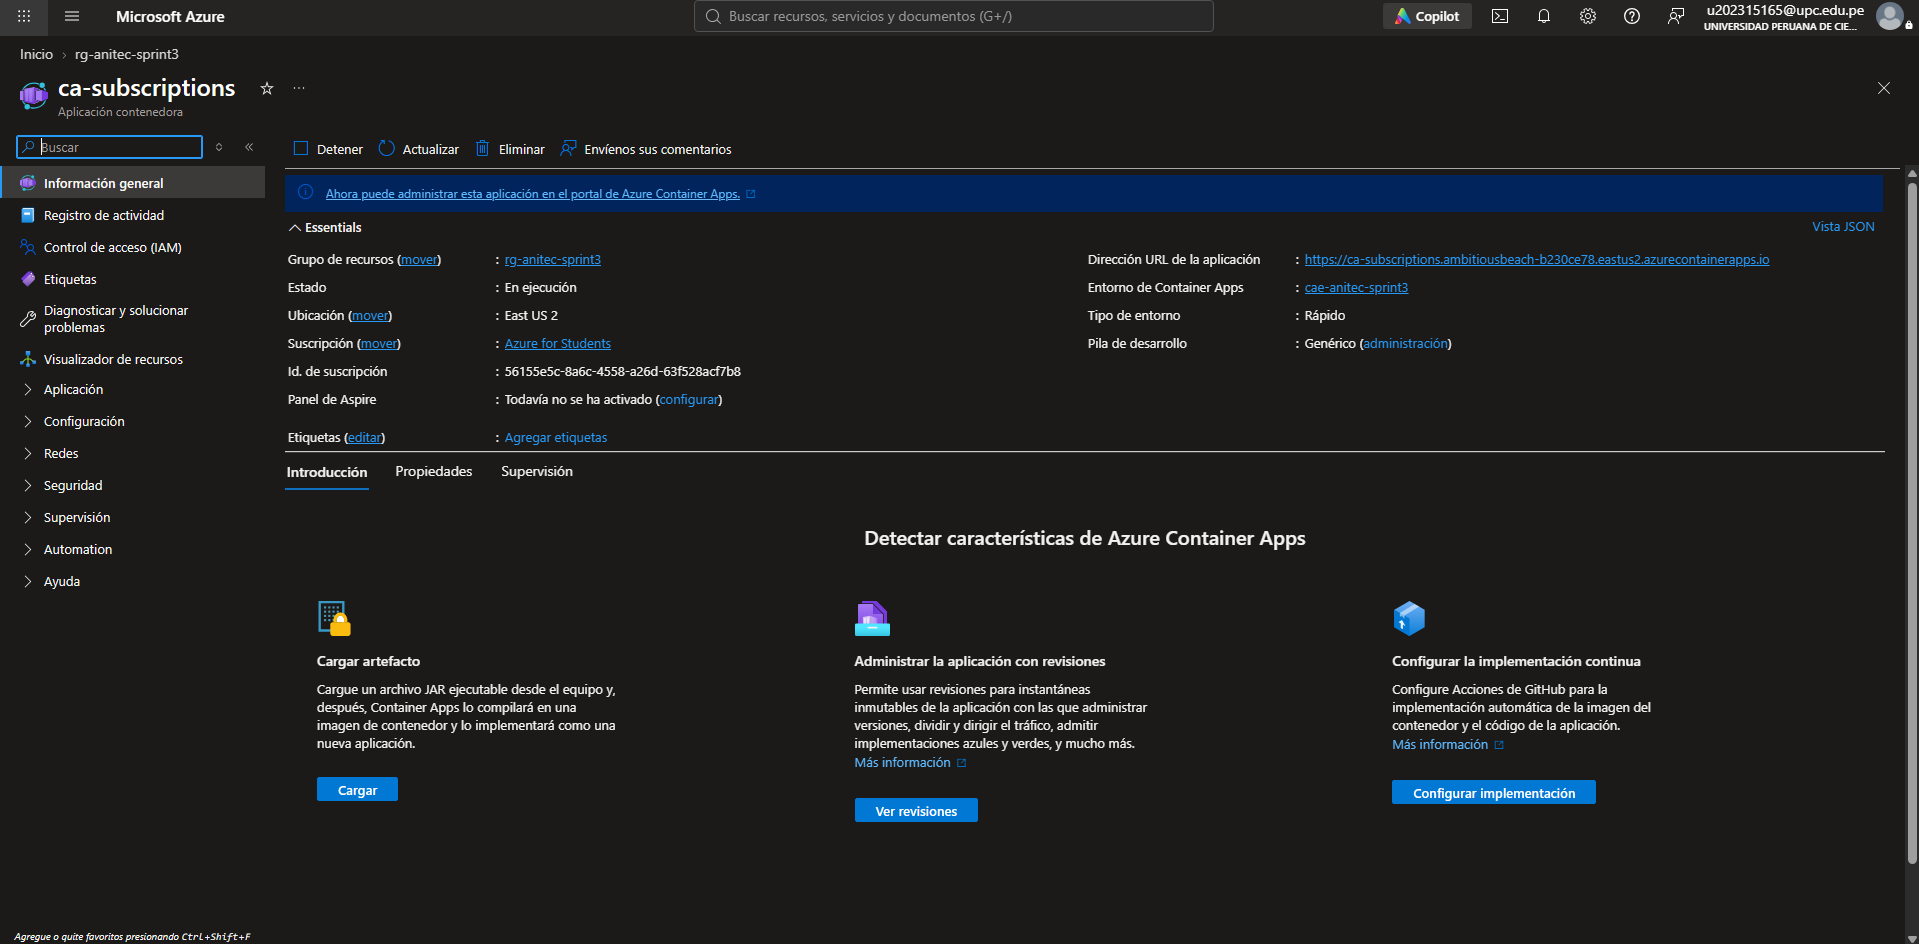 Microsoft Azure
Buscar recursos, servicios y documentos (G+/)
Copilot
u202315165@upc.edu.pe
UNIVERSIDAD PERUANA DE CIE...
Inicio > rg-anitec-sprint3
ca-subscriptions
Aplicación contenedora
Buscar
Detener
Actualizar
Eliminar
Envíenos sus comentarios
Información general
Registro de actividad
Control de acceso (IAM)
Etiquetas
Diagnosticar y solucionar
problemas
Visualizador de recursos
Aplicación
Configuración
Redes
Seguridad
Supervisión
Automation
Ayuda
Ahora puede administrar esta aplicación en el portal de Azure Container Apps.
Essentials
Vista JSON
Grupo de recursos (mover) : rg-anitec-sprint3
Estado : En ejecución
Ubicación (mover) : East US 2
Suscripción (mover) : Azure for Students
Id. de suscripción : 56155e5c-8a6c-4558-a26d-63f528acf7b8
Panel de Aspire : Todavía no se ha activado (configurar)
Etiquetas (editar) : Agregar etiquetas
Dirección URL de la aplicación : https://ca-subscriptions.ambitiousbeach-b230ce78.eastus2.azurecontainerapps.io
Entorno de Container Apps : cae-anitec-sprint3
Tipo de entorno : Rápido
Pila de desarrollo : Genérico (administración)
Introducción
Propiedades
Supervisión
Detectar características de Azure Container Apps
Cargar artefacto
Cargue un archivo JAR ejecutable desde el equipo y,
después, Container Apps lo compilará en una
imagen de contenedor y lo implementará como una
nueva aplicación.
Cargar
Administrar la aplicación con revisiones
Permite usar revisiones para instantáneas
inmutables de la aplicación con las que administrar
versiones, dividir y dirigir el tráfico, admitir
implementaciones azules y verdes, y mucho más.
Más información
Ver revisiones
Configurar la implementación continua
Configure Acciones de GitHub para la
implementación automática de la imagen del
contenedor y el código de la aplicación.
Más información
Configurar implementación
Agregue o quite favoritos presionando Ctrl+Shift+F